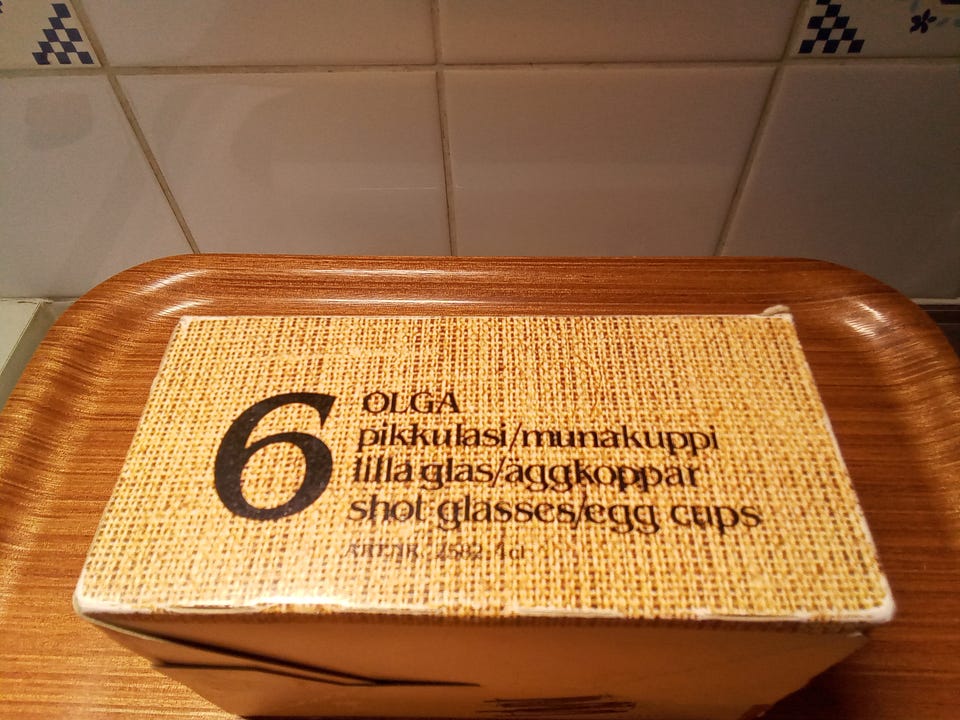 6
OLGA
pikkulasi/munakuppi
lilla glas/äggkoppar
shot glasses/egg cups